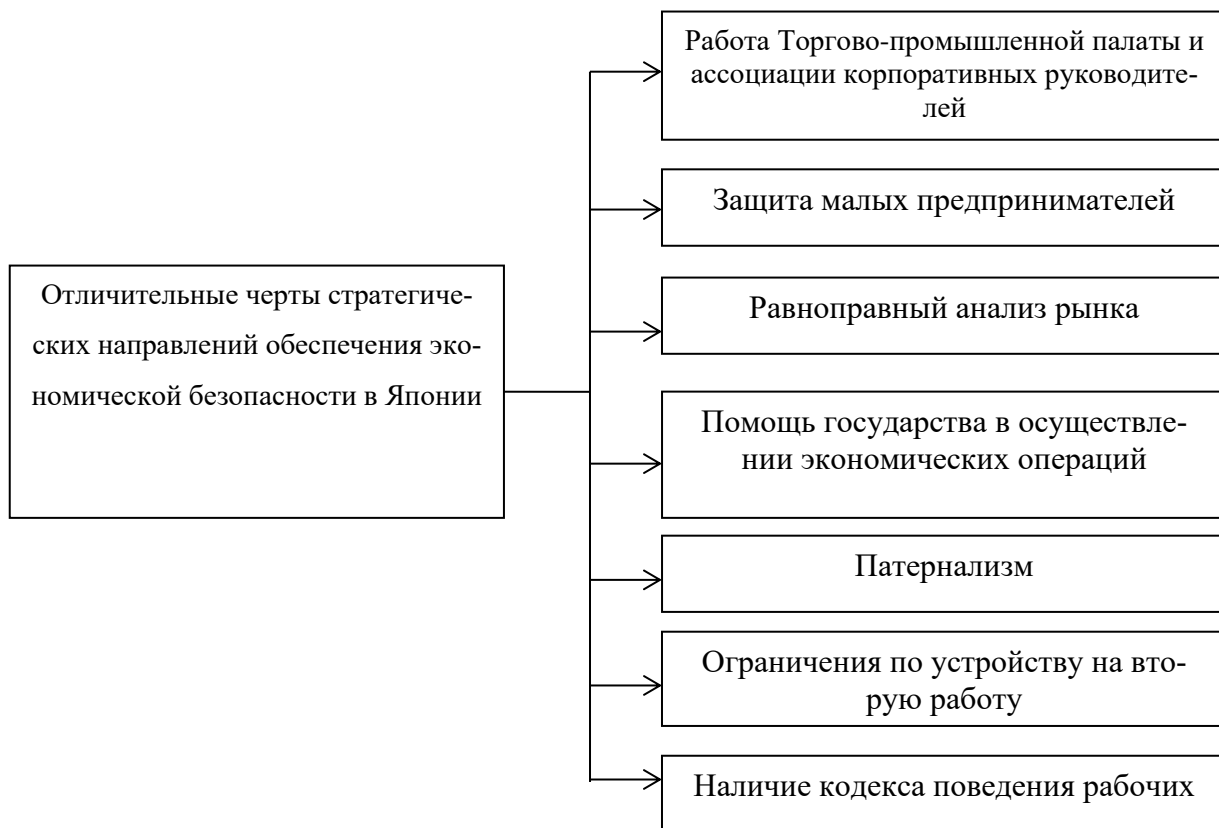 Работа Торгово-промышленной палаты и
ассоциации корпоративных руководите-
лей
Защита малых предпринимателей
Равноправный анализ рынка
Отличительные черты стратегиче-
ских направлений обеспечения эко-
номической безопасности в Японии
Помощь государства в осуществле-
нии экономических операций
Патернализм
Ограничения по устройству на вто-
рую работу
Наличие кодекса поведения рабочих